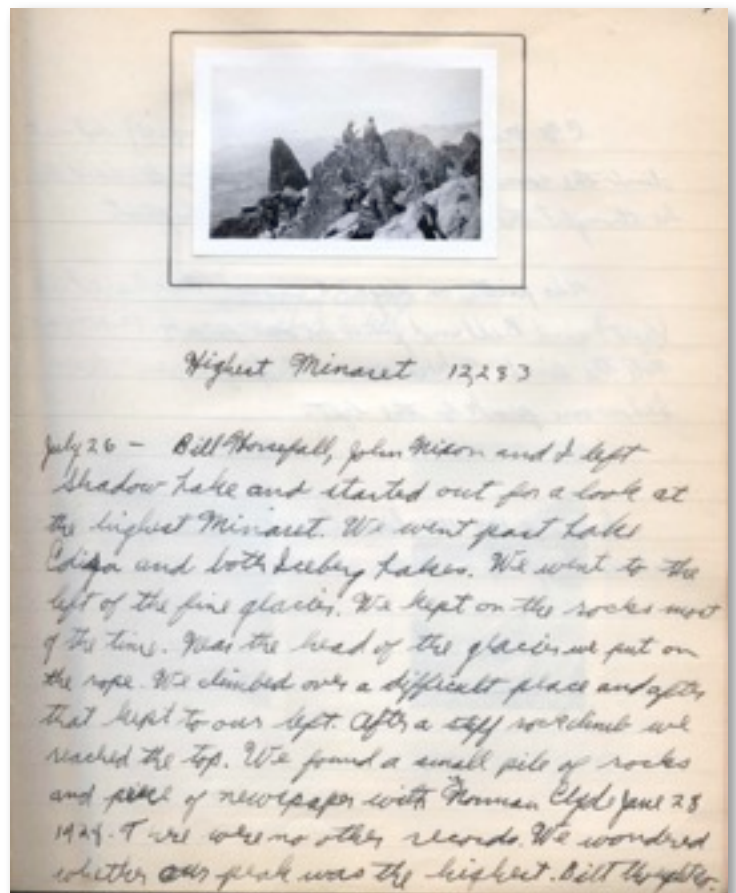 Highest Minaret 12,283
July 26 - Bill Horsfall, John Nixon and I left
Shadow Lake and started out for a look at
the highest Minaret. We went past Lake
Ediza and both Iceberg Lakes. We went to the
left of the fine glacier. We kept on the rocks most
of the time. Near the head of the glacier we put on
the rope. We climbed over a difficult place and after
that kept to our left. After a stiff rock climb we
reached the top. We found a small pile of rocks
and piece of newspaper with Norman Clyde June 28
were no other records. We wondered
whether our peak was the highest. Bill thought